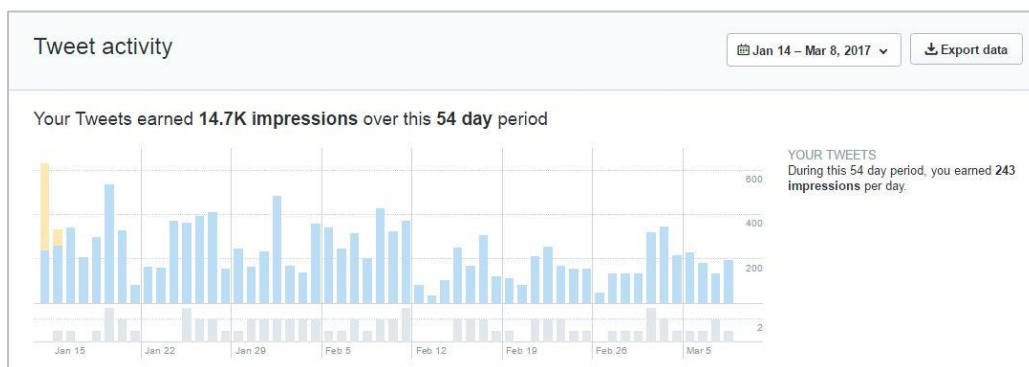 Tweet activity
Jan 14 – Mar 8, 2017
Export data
Your Tweets earned 14.7K impressions over this 54 day period
YOUR TWEETS
During this 54 day period, you earned 243
impressions per day.
600
400
200
2
Jan 15 Jan 22 Jan 29 Feb 5 Feb 12 Feb 19 Feb 26 Mar 5